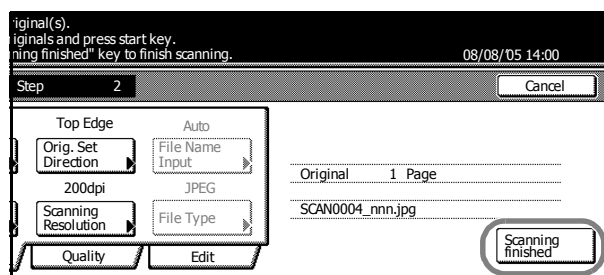 riginal(s).
iginals and press start key.
ning finished" key to finish scanning.
08/08/'05 14:00
Step 2
Cancel
Top Edge
Auto
Orig. Set
Direction
File Name
Input
Original 1 Page
200dpi
JPEG
SCAN0004_nnn.jpg
Scanning
Resolution
File Type
Scanning
finished
Quality
Edit